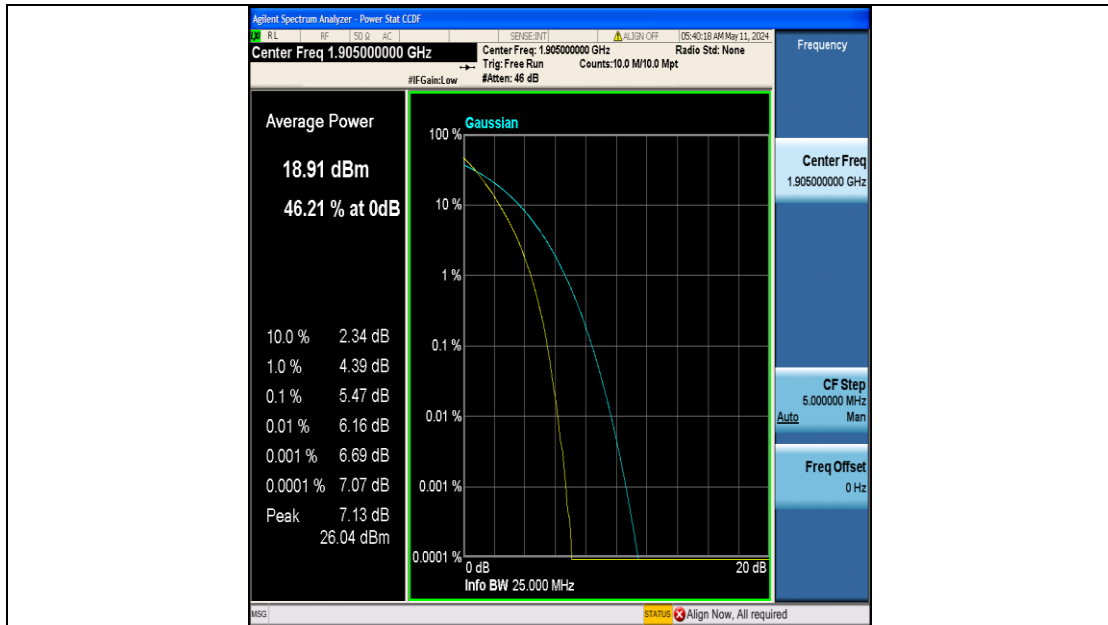 Agilent Spectrum Analyzer - Power Stat CCDF
RL RF 50 Ω AC SENSE:INT ALIGN OFF 05:40:18 AM May 11, 2024
Center Freq 1.905000000 GHz
Center Freq: 1.905000000 GHz Radio Std: None
Trig: Free Run Counts:10.0 M/10.0 Mpt
#IFGain:Low #Atten: 46 dB
Frequency
Average Power
18.91 dBm
46.21 % at 0dB
10.0 % 2.34 dB
1.0 % 4.39 dB
0.1 % 5.47 dB
0.01 % 6.16 dB
0.001 % 6.69 dB
0.0001 % 7.07 dB
Peak 7.13 dB
26.04 dBm
Gaussian
100 %
10 %
1 %
0.1 %
0.01 %
0.001 %
0.0001 %
0 dB 20 dB
Info BW 25.000 MHz
Center Freq
1.905000000 GHz
CF Step
5.000000 MHz
Auto Man
Freq Offset
0 Hz
MSG STATUS Align Now, All required